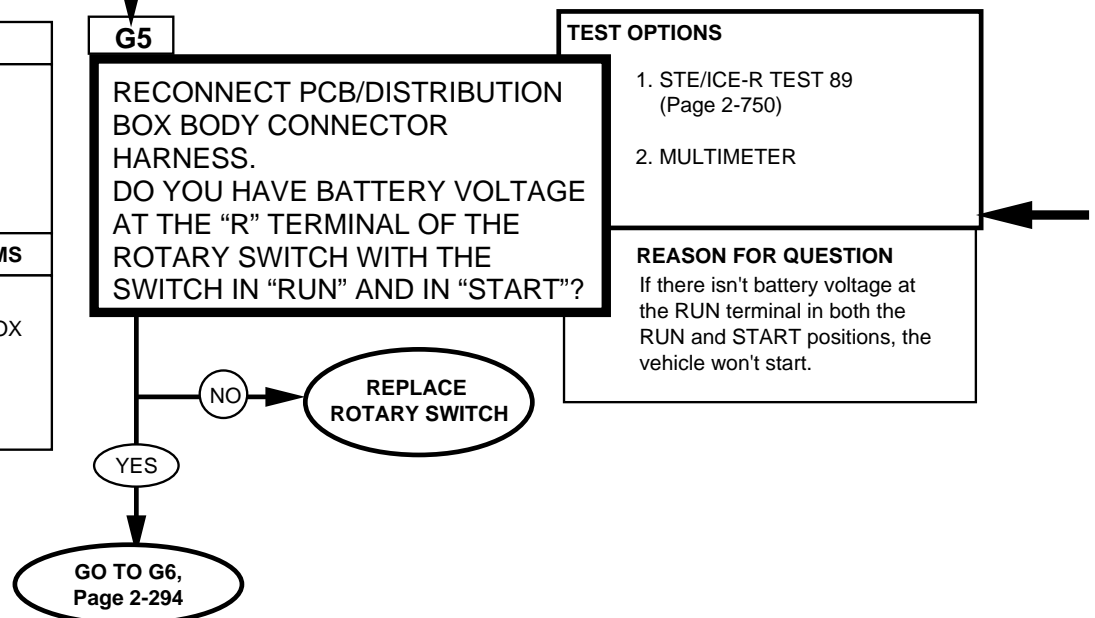 G5
RECONNECT PCB/DISTRIBUTION
BOX BODY CONNECTOR
HARNESS.
DO YOU HAVE BATTERY VOLTAGE
AT THE “R” TERMINAL OF THE
ROTARY SWITCH WITH THE
SWITCH IN “RUN” AND IN “START”?
TEST OPTIONS
1. STE/ICE-R TEST 89
(Page 2-750)
2. MULTIMETER
REASON FOR QUESTION
If there isn't battery voltage at
the RUN terminal in both the
RUN and START positions, the
vehicle won't start.
MS
OX
NO
REPLACE
ROTARY SWITCH
YES
GO TO G6,
Page 2-294